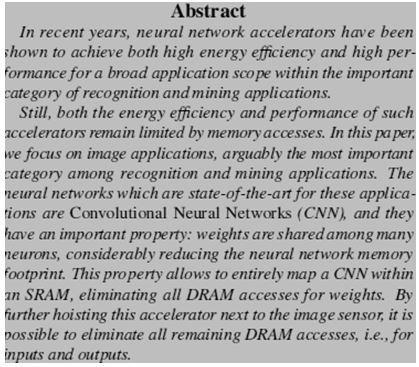 Abstract
In recent years, neural network accelerators have been
shown to achieve both high energy efficiency and high per-
formance for a broad application scope within the important
category of recognition and mining applications.
Still, both the energy efficiency and performance of such
accelerators remain limited by memory accesses. In this paper,
we focus on image applications, arguably the most important
category among recognition and mining applications. The
neural networks which are state-of-the-art for these applica-
tions are Convolutional Neural Networks (CNN), and they
have an important property: weights are shared among many
neurons, considerably reducing the neural network memory
footprint. This property allows to entirely map a CNN within
an SRAM, eliminating all DRAM accesses for weights. By
further hoisting this accelerator next to the image sensor, it is
possible to eliminate all remaining DRAM accesses, i.e., for
inputs and outputs.